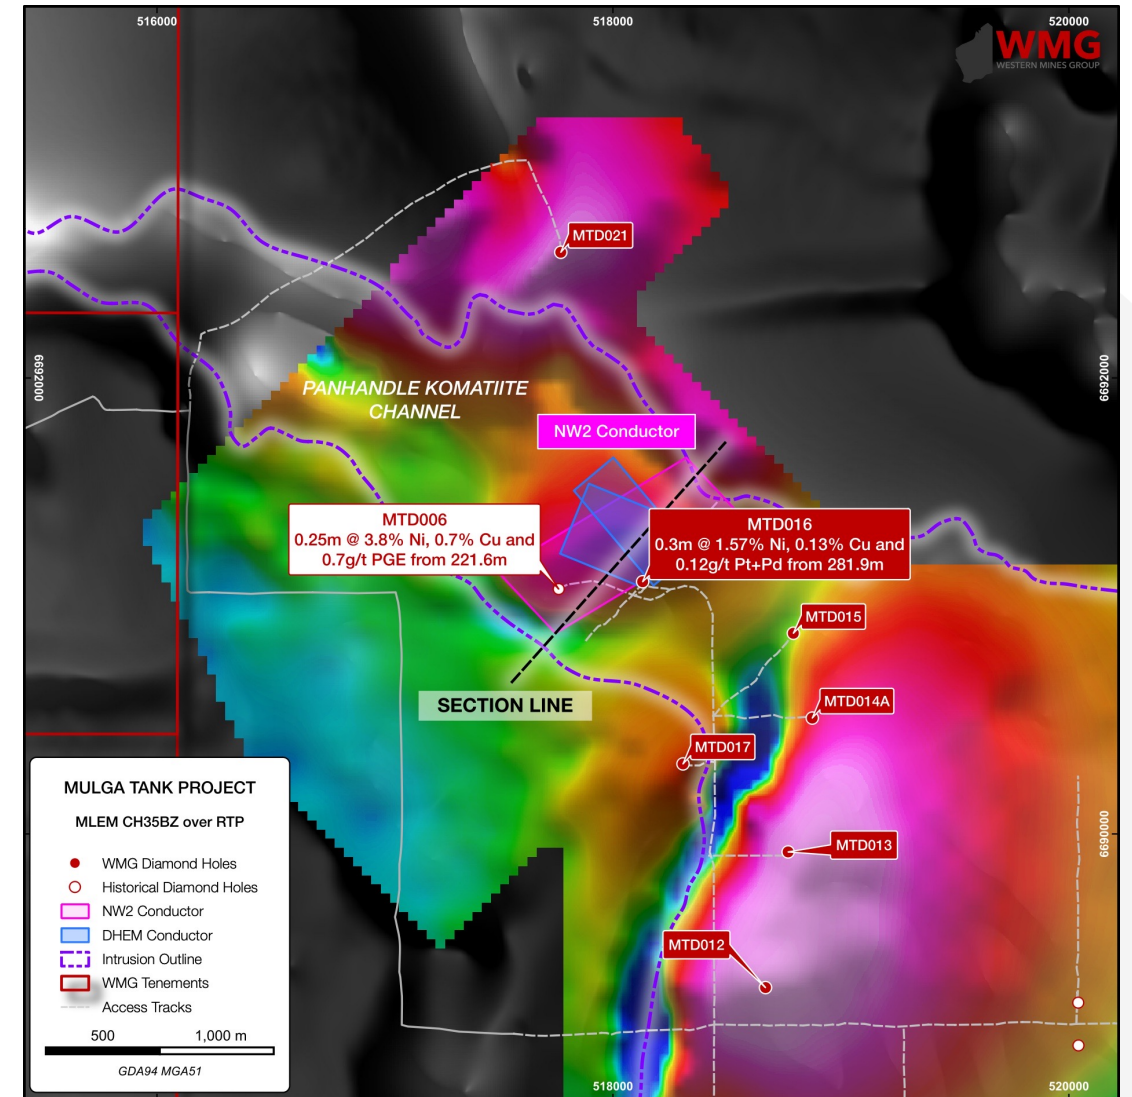 516000
518000
520000
WMG
WESTERN MINES GROUP
MTD021
6692000
6692000
PANHANDLE KOMATIITE
CHANNEL
NW2 Conductor
MTD006
0.25m @ 3.8% Ni, 0.7% Cu and
0.7g/t PGE from 221.6m
MTD016
0.3m @ 1.57% Ni, 0.13% Cu and
0.12g/t Pt+Pd from 281.9m
MTD015
SECTION LINE
MTD014A
MTD017
MTD013
6690000
MTD012
MULGA TANK PROJECT
MLEM CH35BZ over RTP
WMG Diamond Holes
Historical Diamond Holes
NW2 Conductor
DHEM Conductor
Intrusion Outline
WMG Tenements
Access Tracks
500 1,000 m
GDA94 MGA51
518000
520000